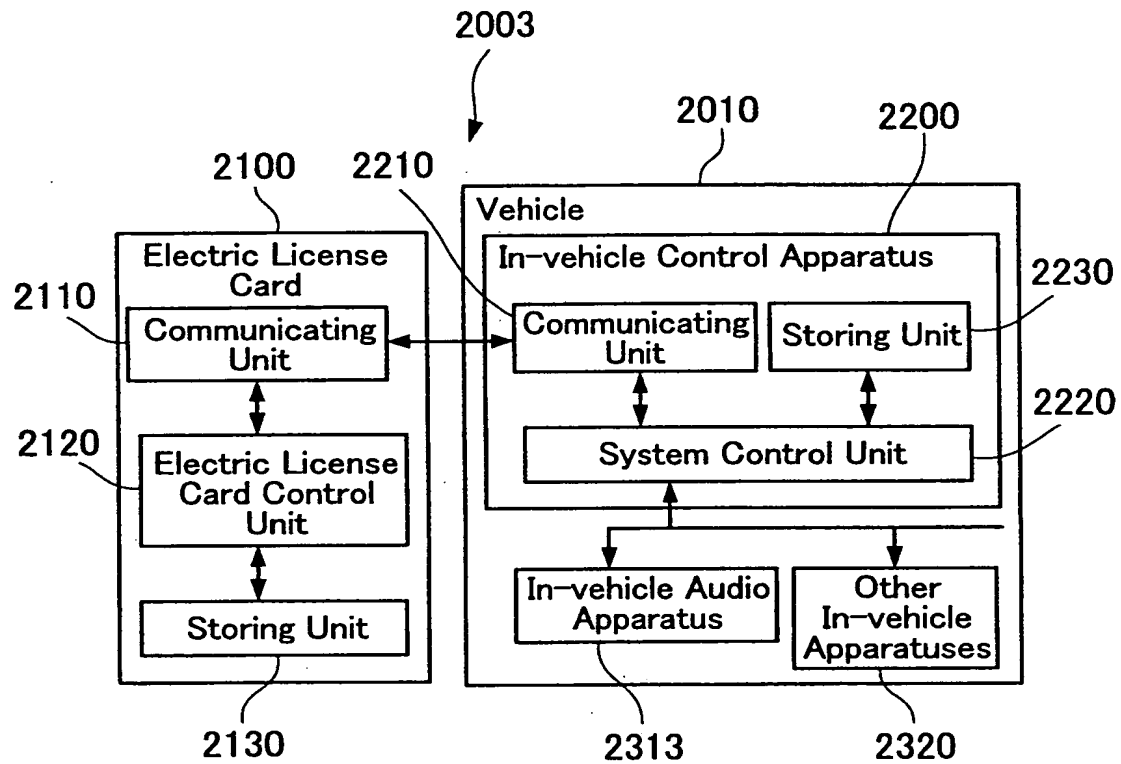 2003
2010
2200
2210
2100
Vehicle
Electric License
Card
In-vehicle Control Apparatus
2110
2230
Communicating
Unit
Communicating
Unit
Storing Unit
2220
2120
Electric License
Card Control
Unit
System Control Unit
In-vehicle Audio
Apparatus
Other
In-vehicle
Apparatuses
Storing Unit
2130
2313
2320